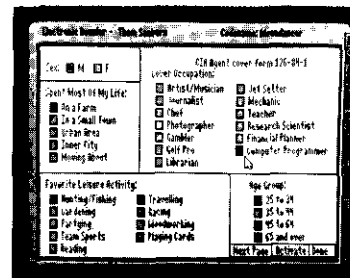 Electronic Dossier - Thom Sawyers
Sex: M F
CIA Agent cover form 126-84-1
Cover Occupation:
Artist/Musician
Journalist
Chef
Photographer
Gambler
Golf Pro
Librarian
Jet Setter
Mechanic
Teacher
Research Scientist
Financial Planner
Computer Programmer
Spent Most Of My Life:
On a Farm
In a Small Town
Urban Area
Inner City
Moving About
Favorite Leisure Activity:
Hunting/Fishing
Gardening
Partying
Team Sports
Reading
Travelling
Racing
Woodworking
Playing Cards
Age Group:
25 to 34
35 to 44
45 to 64
65 and over
Next Page Activate Done